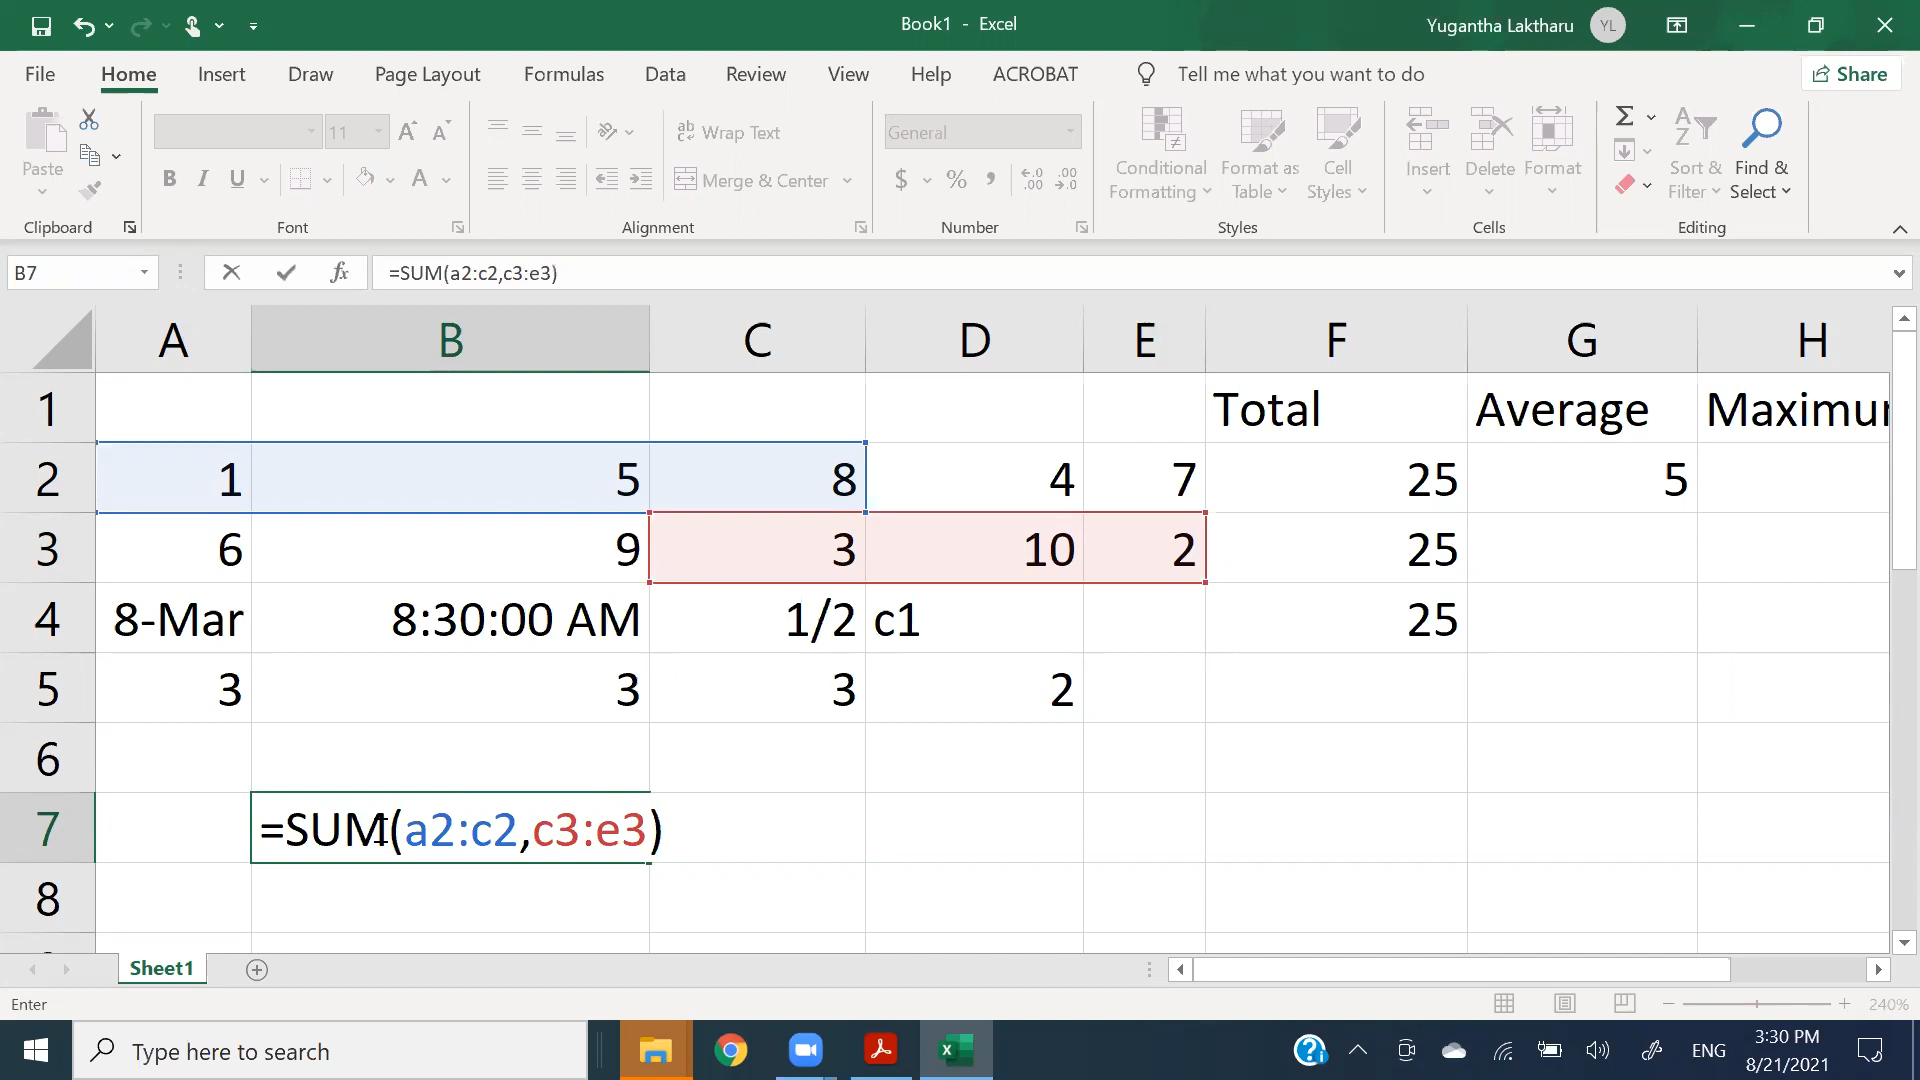 Book1 - Excel
Yugantha Laktharu
YL
File Home Insert Draw Page Layout Formulas Data Review View Help ACROBAT Tell me what you want to do Share
Paste
11
B I U A
ab Wrap Text
Merge & Center
General
$ % 9
Conditional Formatting
Format as Table
Cell Styles
Insert Delete Format
Sort & Filter
Find & Select
Clipboard Font Alignment Number Styles Cells Editing
B7 fx =SUM(a2:c2,c3:e3)
A B C D E F G H
1 Total Average Maximu
2 1 5 8 4 7 25 5
3 6 9 3 10 2 25
4 8-Mar 8:30:00 AM 1/2 c1 25
5 3 3 3 2
6
7 =SUM(a2:c2,c3:e3)
8
Sheet1
Enter
240%
Type here to search
ENG
3:30 PM
8/21/2021